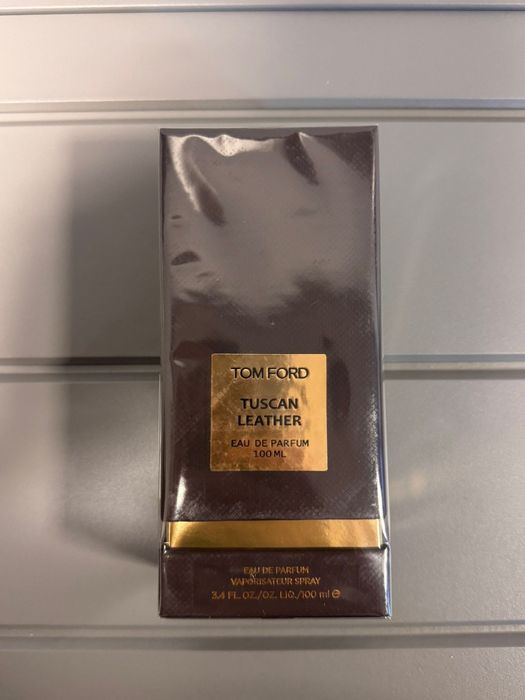 TOM FORD
TUSCAN
LEATHER
EAU DE PARFUM
100 ML
EAU DE PARFUM
VAPORISATEUR SPRAY
3.4 FL. OZ./OZ. LIQ./100 ml ℮